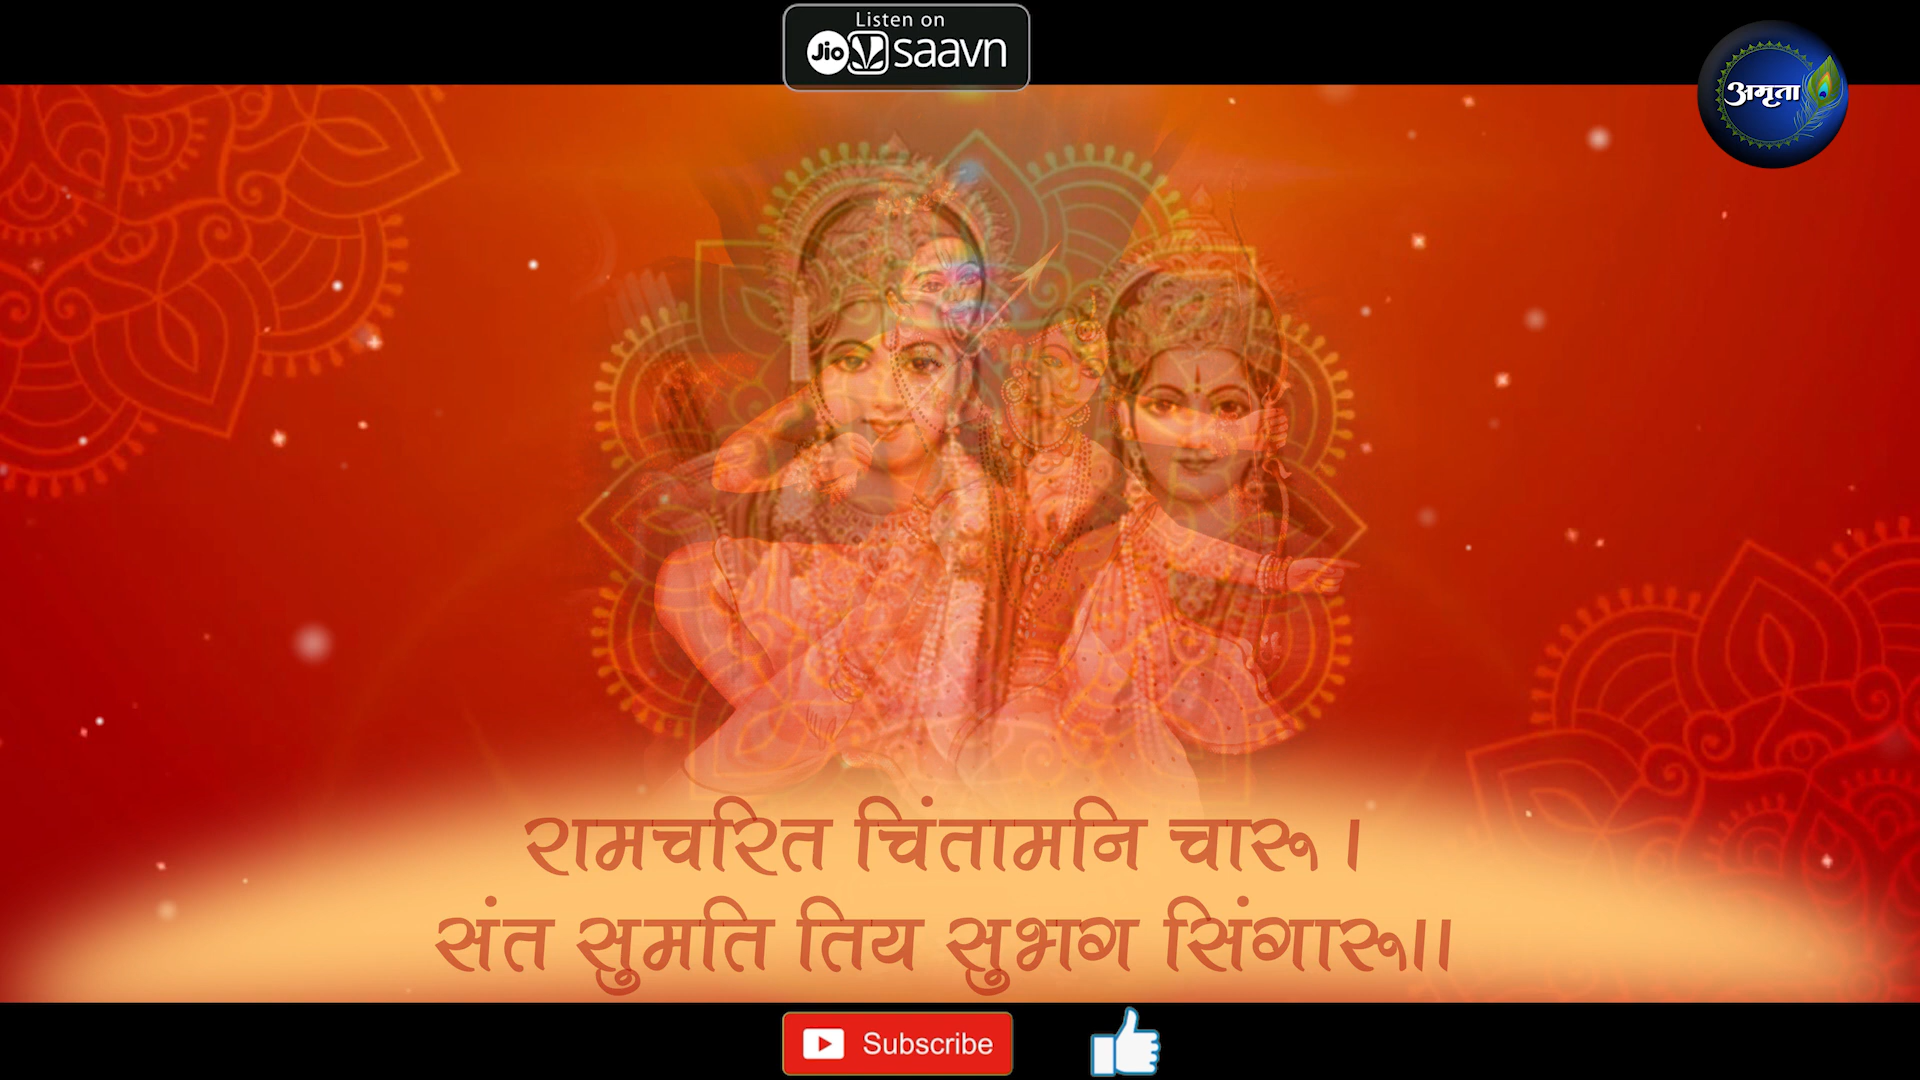 Listen on
Jio saavn
अमृता
रामचरित चिंतामनि चारू ।
संत सुमति तिय सुभग सिंगारू।।
Subscribe